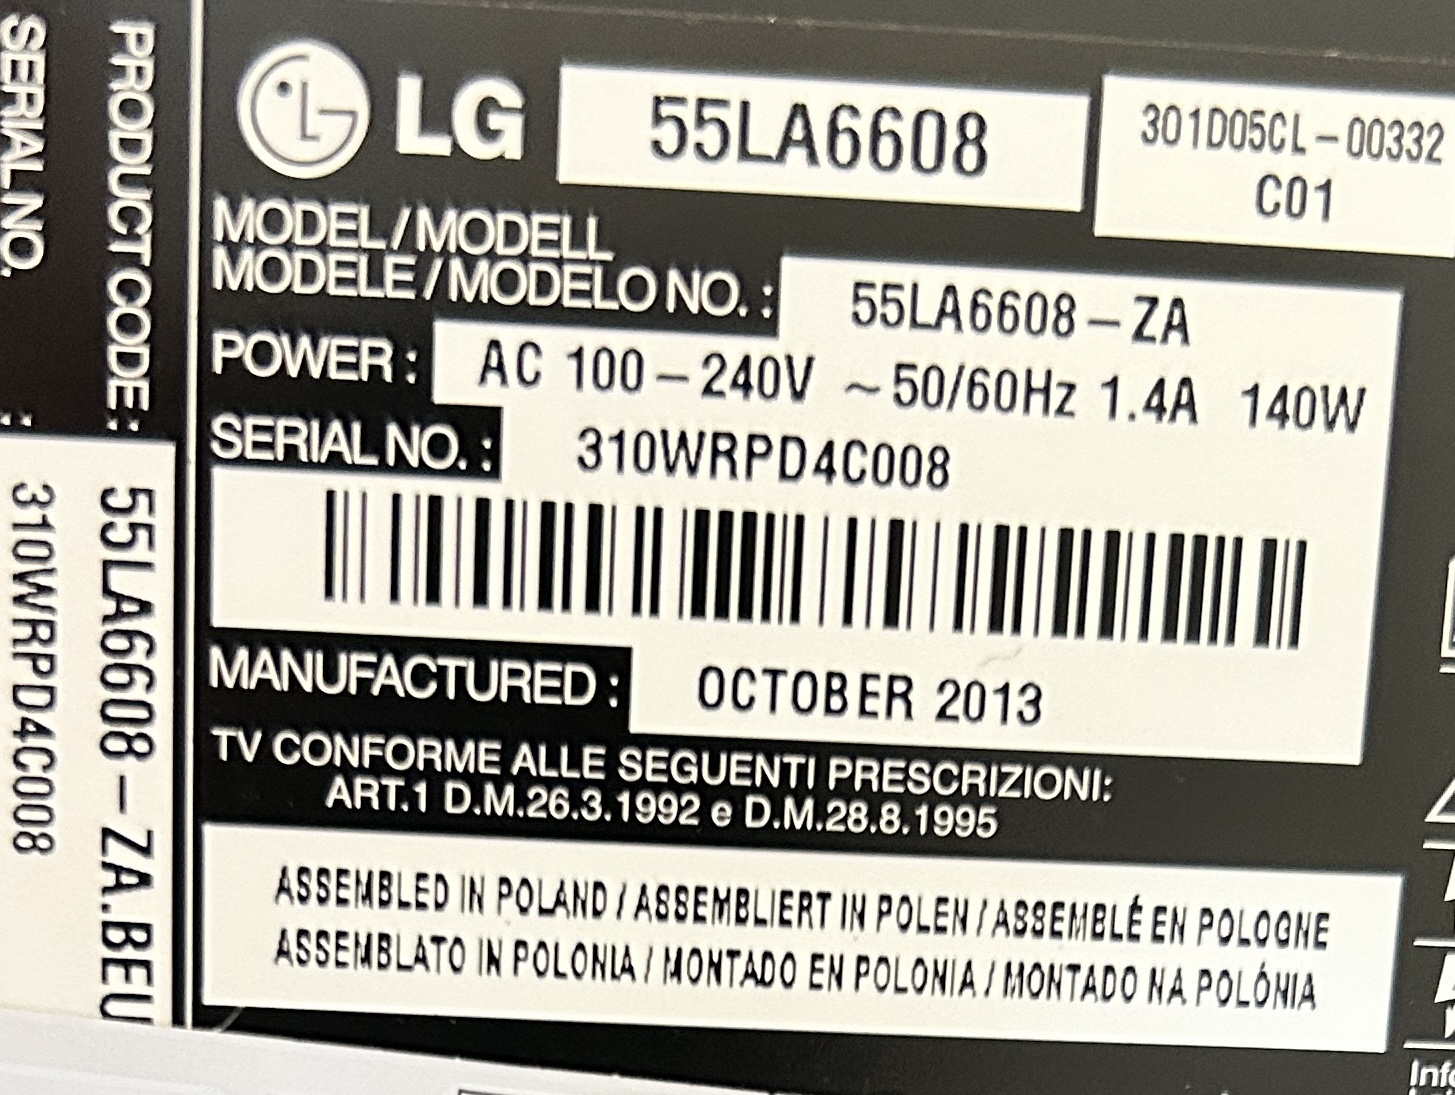 SERIAL NO. : 310WRPD4C008
PRODUCT CODE : 55LA6608-ZA.BEU
LG
55LA6608
301D05CL-00332
C01
MODEL/MODELL
MODELE/MODELO NO. : 55LA6608-ZA
POWER : AC 100-240V ~50/60Hz 1.4A 140W
SERIAL NO. : 310WRPD4C008
MANUFACTURED : OCTOBER 2013
TV CONFORME ALLE SEGUENTI PRESCRIZIONI:
ART.1 D.M.26.3.1992 e D.M.28.8.1995
ASSEMBLED IN POLAND / ASSEMBLIERT IN POLEN / ASSEMBLÉ EN POLOGNE
ASSEMBLATO IN POLONIA / MONTADO EN POLONIA / MONTADO NA POLÓNIA